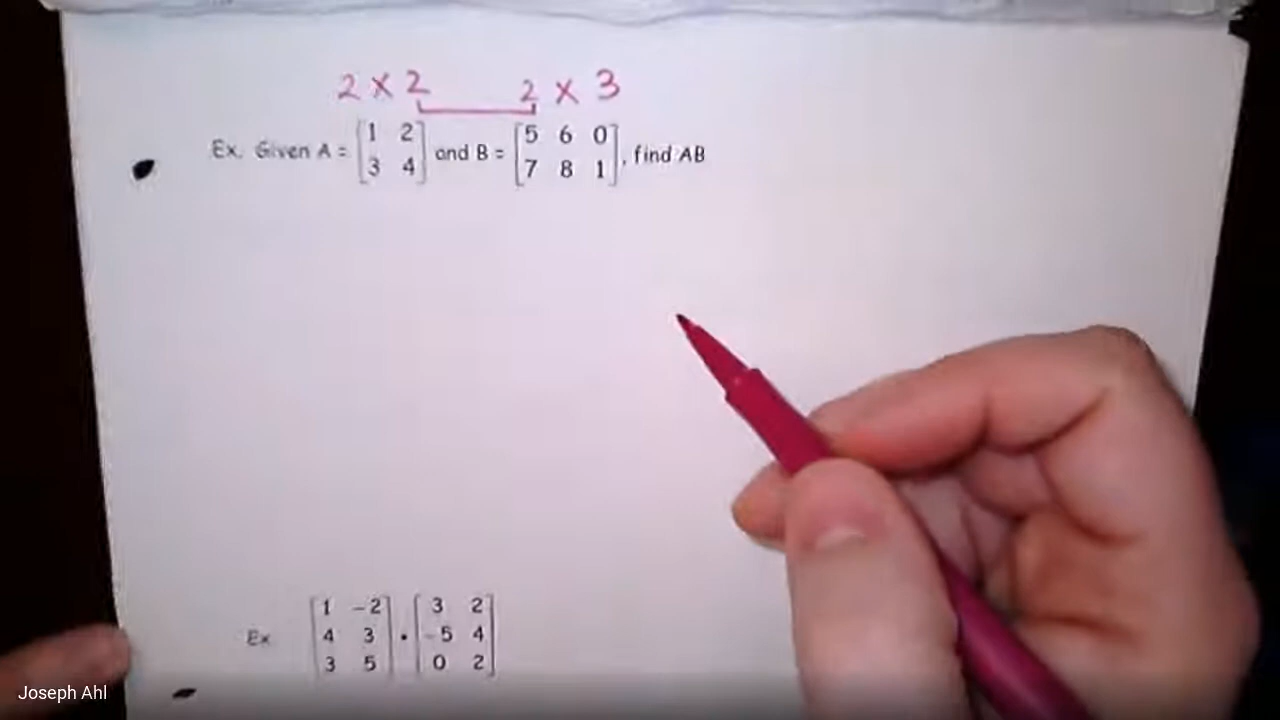 2 × 2 2 × 3
Ex. Given A = [1 2 3 4] and B = [5 6 0 7 8 1], find AB
Ex [1 -2 4 3 3 5] • [3 2 -5 4 0 2]
Joseph Ahl